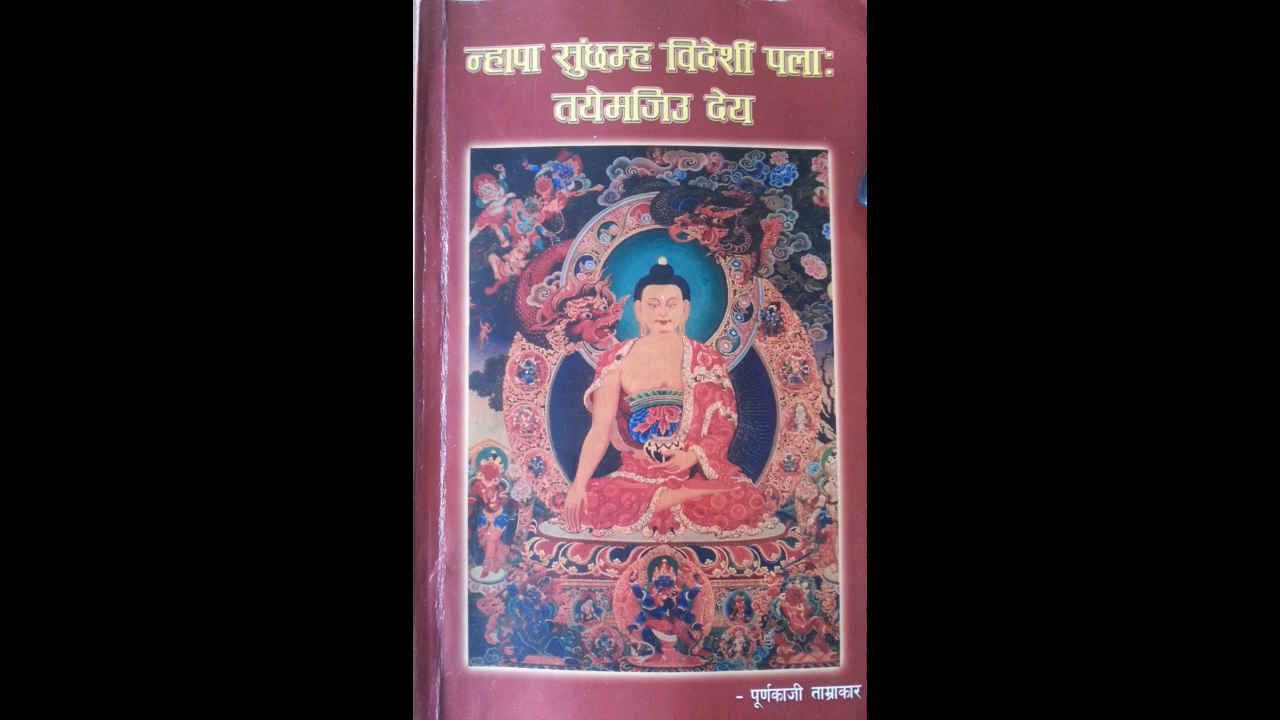 न्हापा सुंछम्ह विदेशीं पलाः
तयेमजिउ देय
- पूर्णकाजी ताम्राकार